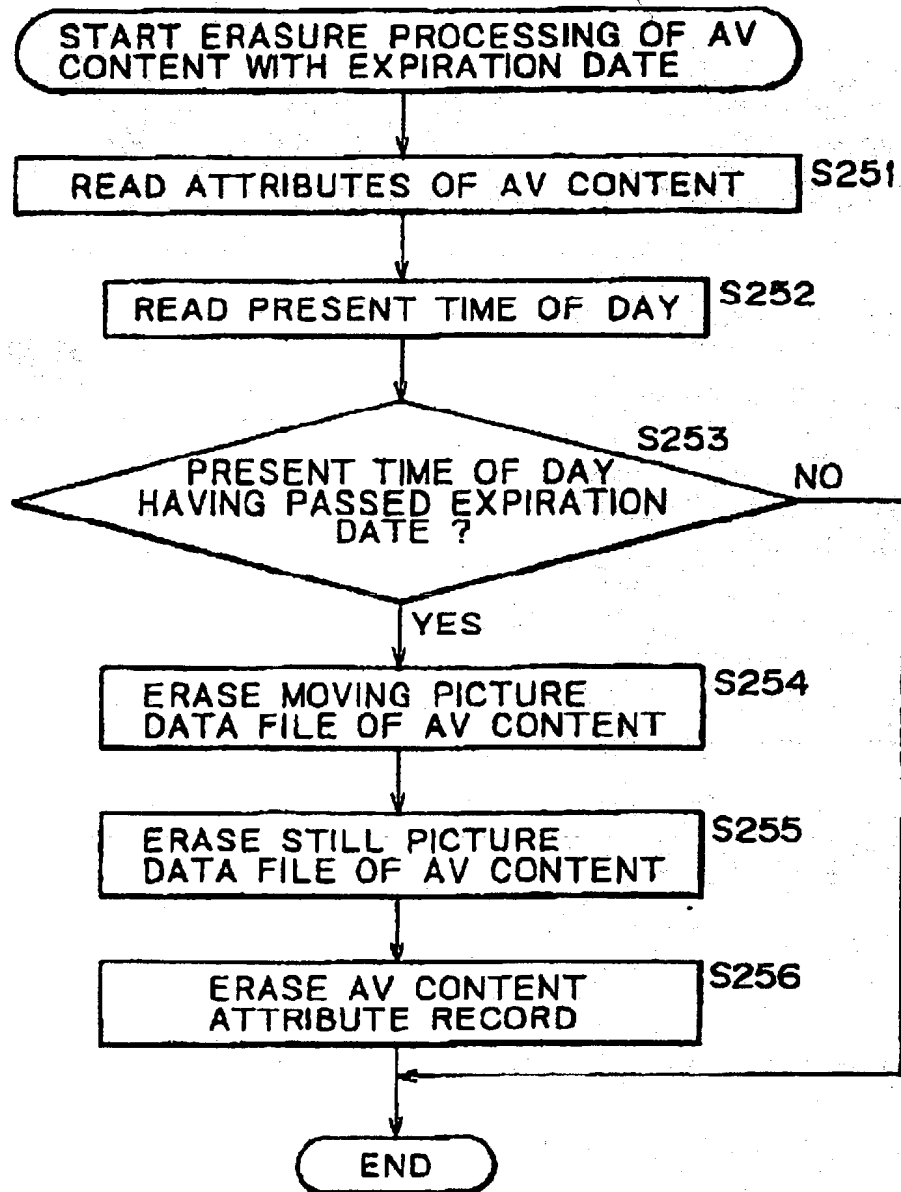 START ERASURE PROCESSING OF AV
CONTENT WITH EXPIRATION DATE
READ ATTRIBUTES OF AV CONTENT
S251
READ PRESENT TIME OF DAY
S252
S253
PRESENT TIME OF DAY
HAVING PASSED EXPIRATION
DATE ?
NO
YES
ERASE MOVING PICTURE
DATA FILE OF AV CONTENT
S254
ERASE STILL PICTURE
DATA FILE OF AV CONTENT
S255
ERASE AV CONTENT
ATTRIBUTE RECORD
S256
END